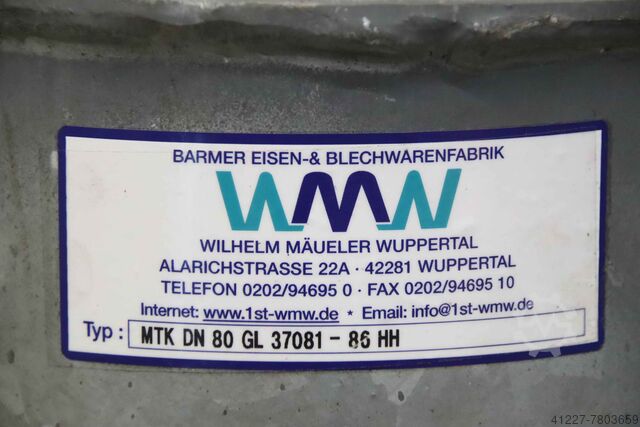 BARMER EISEN-& BLECHWARENFABRIK
WMW
WILHELM MÄUELER WUPPERTAL
ALARICHSTRASSE 22A · 42281 WUPPERTAL
TELEFON 0202/94695 0 · FAX 0202/94695 10
Internet: www.1st-wmw.de * Email: info@1st-wmw.de
Typ : MTK DN 80 GL 37081 - 86 HH
41227-7803659